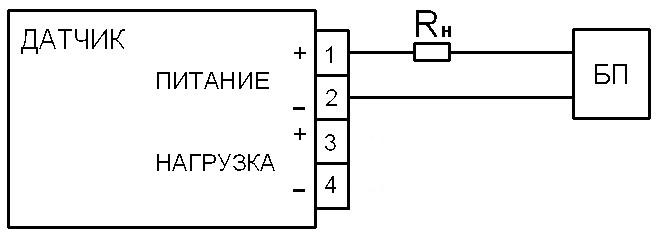 ДАТЧИК
Rн
+ 1
ПИТАНИЕ
БП
– 2
+ 3
НАГРУЗКА
– 4